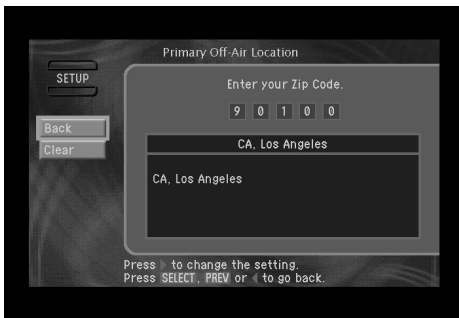 Primary Off-Air Location
SETUP
Enter your Zip Code.
9 0 1 0 0
Back
Clear
CA, Los Angeles
CA, Los Angeles
Press to change the setting.
Press SELECT, PREV or to go back.